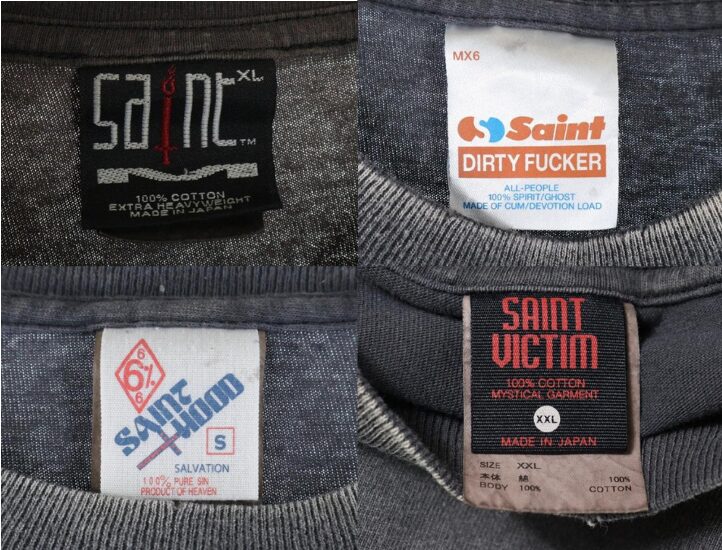 saint XL
TM
100% COTTON
EXTRA HEAVYWEIGHT
MADE IN JAPAN
MX6
Saint
DIRTY FUCKER
ALL-PEOPLE
100% SPIRIT/GHOST
MADE OF CUM/DEVOTION LOAD
6
6%
6
SAINT
HOOD
S
SALVATION
100% PURE SIN
PRODUCT OF HEAVEN
SAINT
VICTIM
100% COTTON
MYSTICAL GARMENT
XXL
MADE IN JAPAN
SIZE XXL
本体 綿 100%
BODY 100% COTTON